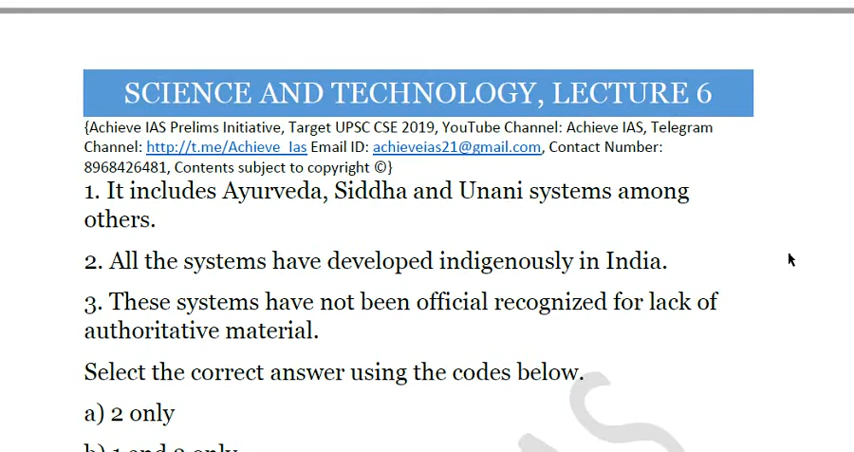 SCIENCE AND TECHNOLOGY, LECTURE 6
{Achieve IAS Prelims Initiative, Target UPSC CSE 2019, YouTube Channel: Achieve IAS, Telegram
Channel: http://t.me/Achieve_Ias Email ID: achieveias21@gmail.com, Contact Number:
8968426481, Contents subject to copyright ©}
1. It includes Ayurveda, Siddha and Unani systems among
others.
2. All the systems have developed indigenously in India.
3. These systems have not been official recognized for lack of
authoritative material.
Select the correct answer using the codes below.
a) 2 only